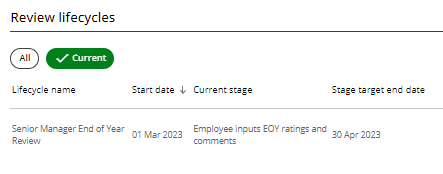 Review lifecycles
All Current
Lifecycle name Start date ↓ Current stage Stage target end date
Senior Manager End of Year Review 01 Mar 2023 Employee inputs EOY ratings and comments 30 Apr 2023